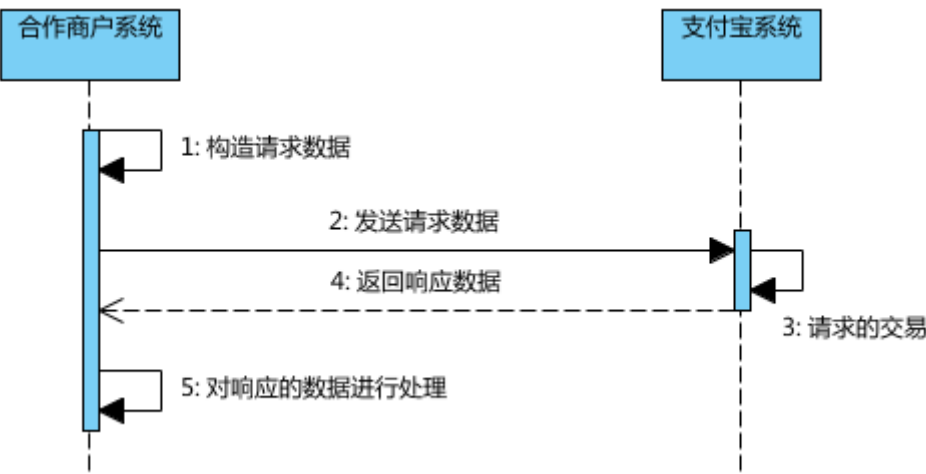 合作商户系统
支付宝系统
1: 构造请求数据
2: 发送请求数据
4: 返回响应数据
3: 请求的交易
5: 对响应的数据进行处理